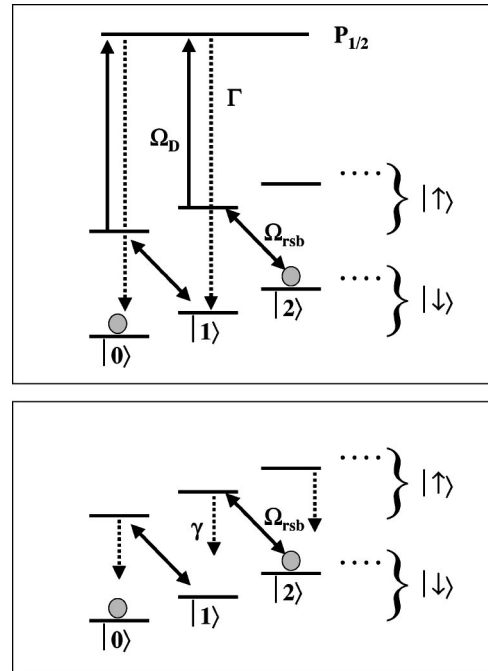 P1/2
Γ
ΩD
....} |↑⟩
Ωrsb
....} |↓⟩
|2⟩
|1⟩
|0⟩
....} |↑⟩
γ
Ωrsb
....} |↓⟩
|2⟩
|1⟩
|0⟩